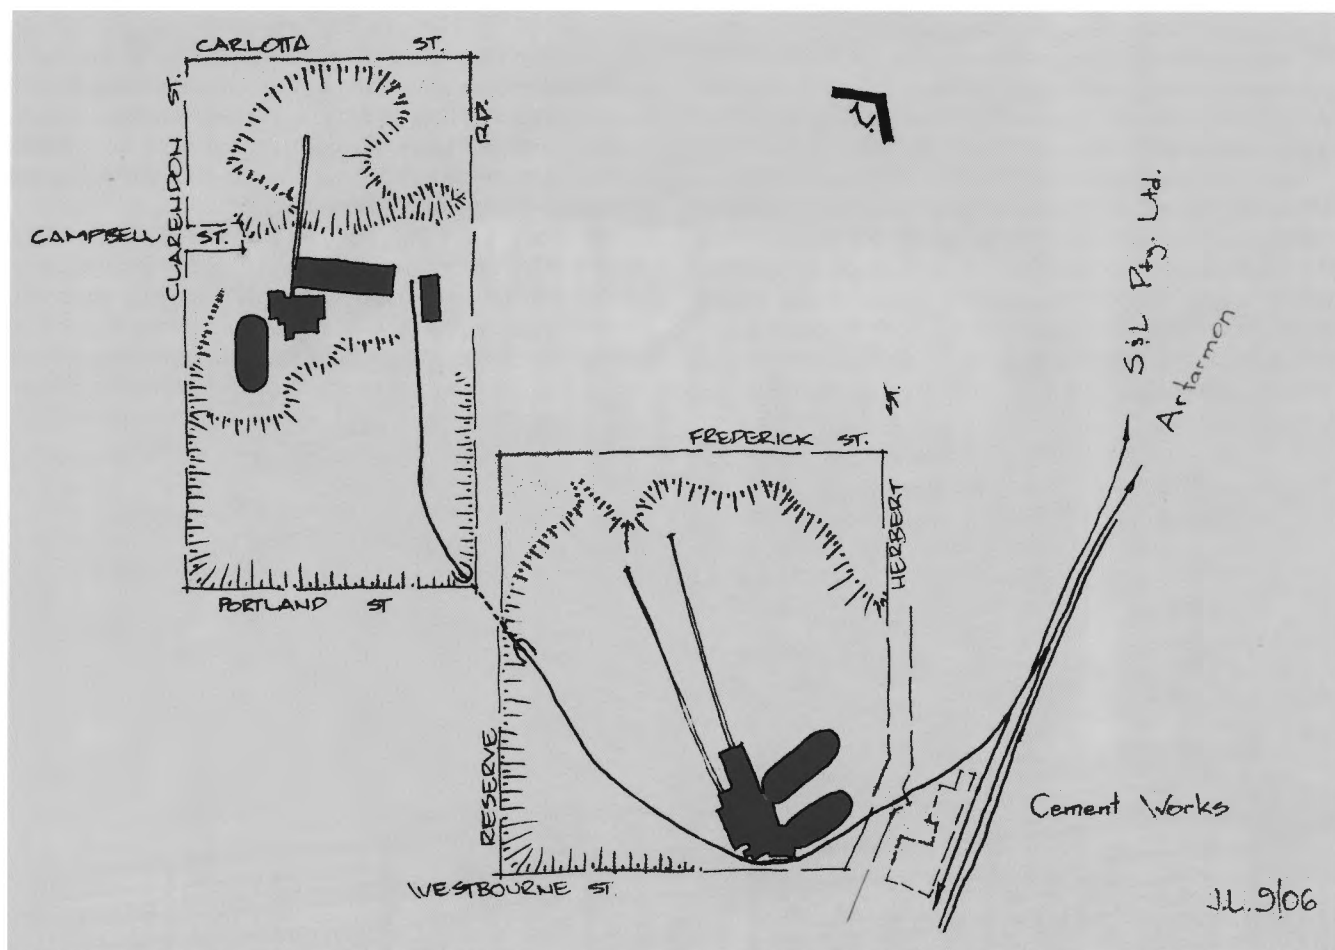 CARLOTTA ST.
CLARENDON ST.
RD.
CAMPBELL ST.
PORTLAND ST
FREDERICK ST.
HERBERT ST.
RESERVE
WESTBOURNE ST.
S&L Pty. Ltd.
Artarmon
Cement Works
J.L. 9/06